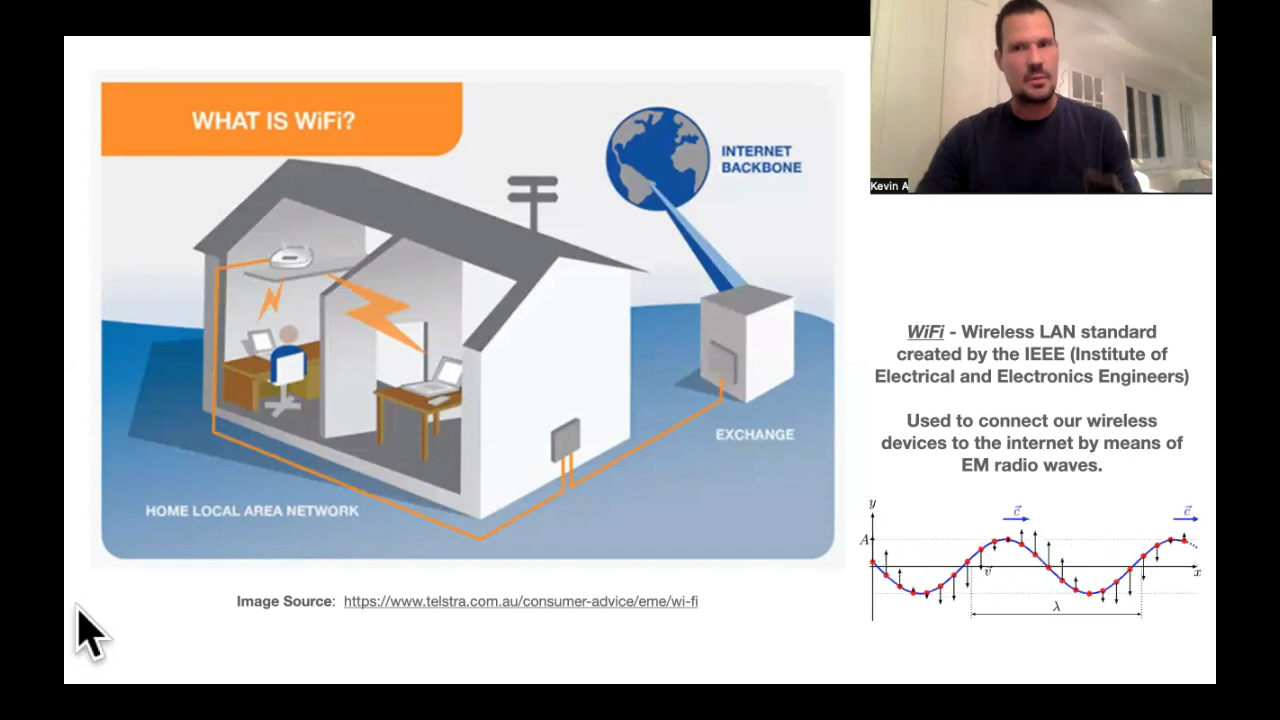 WHAT IS WiFi?
INTERNET
BACKBONE
EXCHANGE
HOME LOCAL AREA NETWORK
Image Source: https://www.telstra.com.au/consumer-advice/eme/wi-fi
Kevin A
WiFi - Wireless LAN standard
created by the IEEE (Institute of
Electrical and Electronics Engineers)
Used to connect our wireless
devices to the internet by means of
EM radio waves.
y
c⃗
c⃗
A
v
x
λ